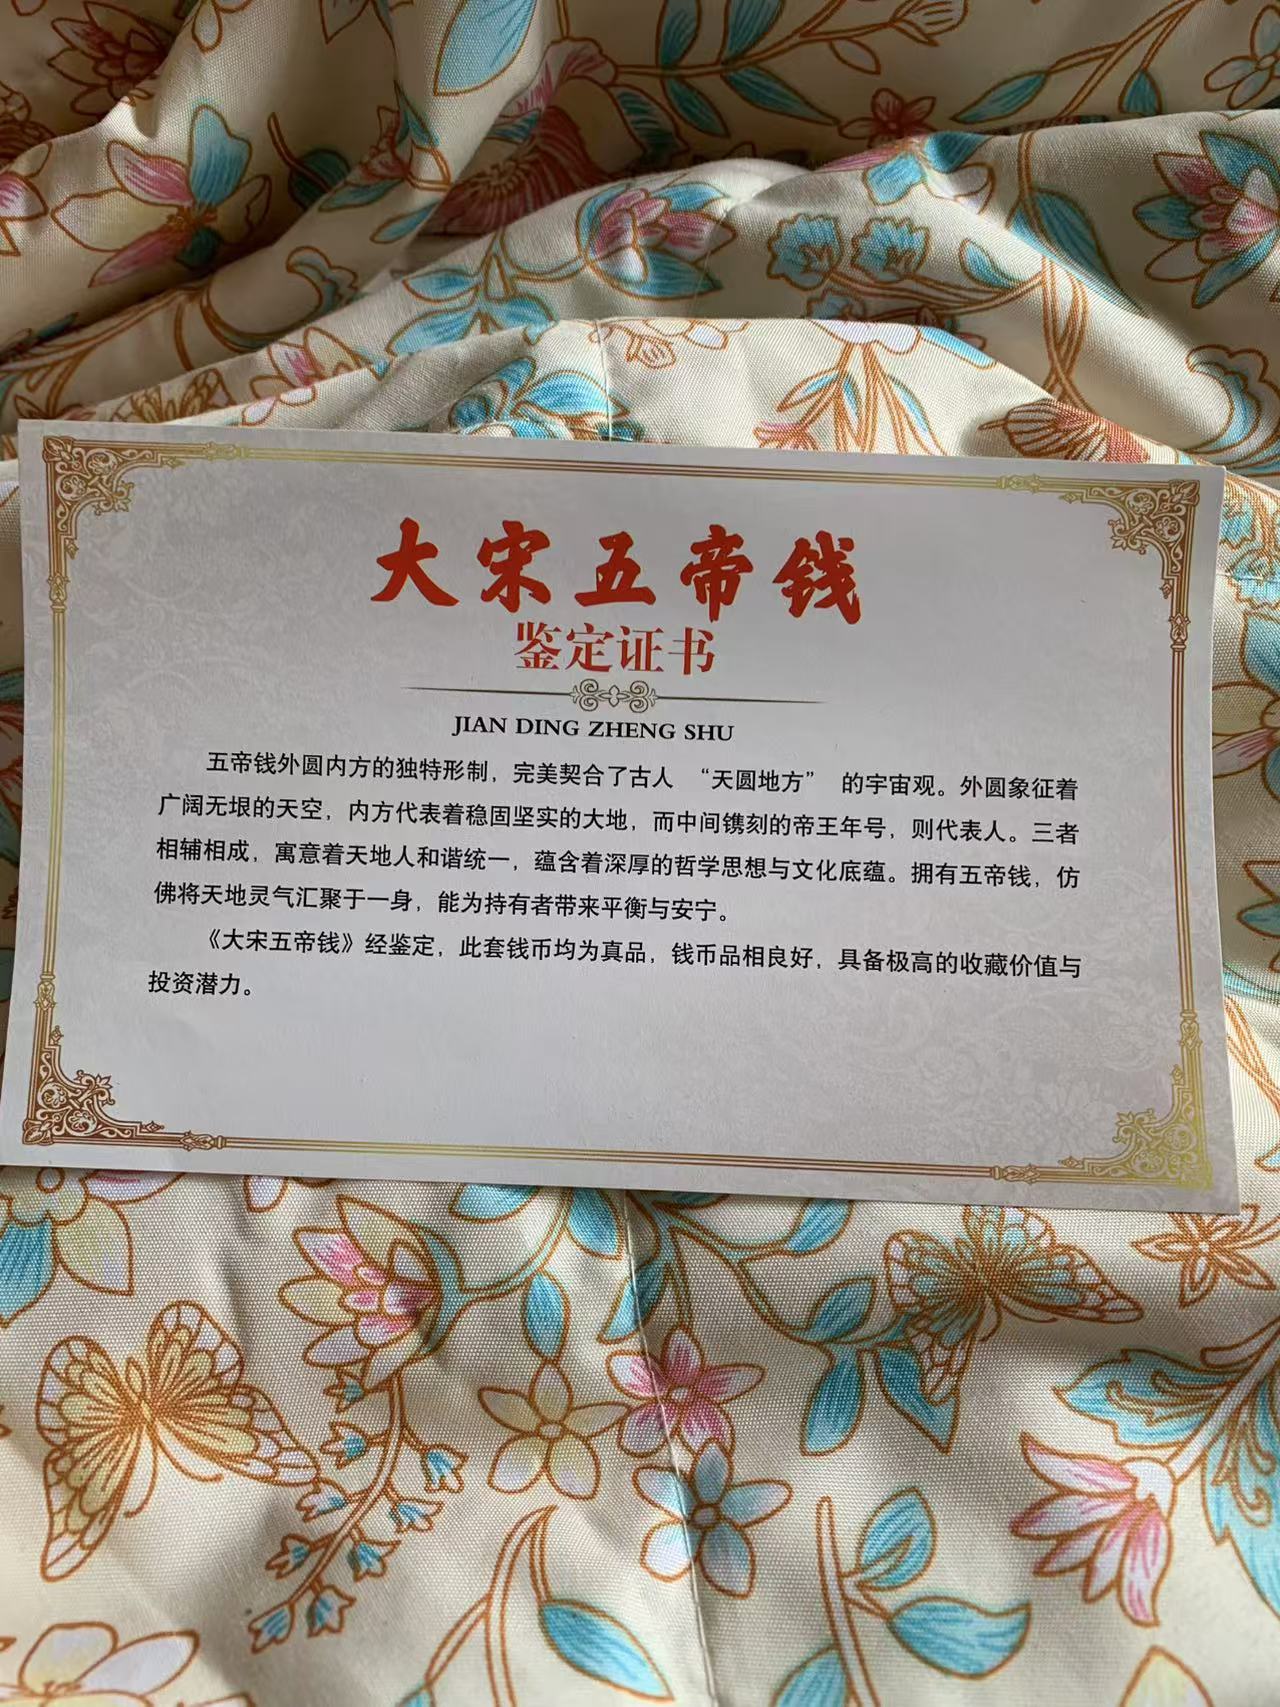 大宋五帝钱
鉴定证书
JIAN DING ZHENG SHU
五帝钱外圆内方的独特形制，完美契合了古人 “天圆地方” 的宇宙观。外圆象征着
广阔无垠的天空，内方代表着稳固坚实的大地，而中间镌刻的帝王年号，则代表人。三者
相辅相成，寓意着天地人和谐统一，蕴含着深厚的哲学思想与文化底蕴。拥有五帝钱，仿
佛将天地灵气汇聚于一身，能为持有者带来平衡与安宁。
《大宋五帝钱》经鉴定，此套钱币均为真品，钱币品相良好，具备极高的收藏价值与
投资潜力。